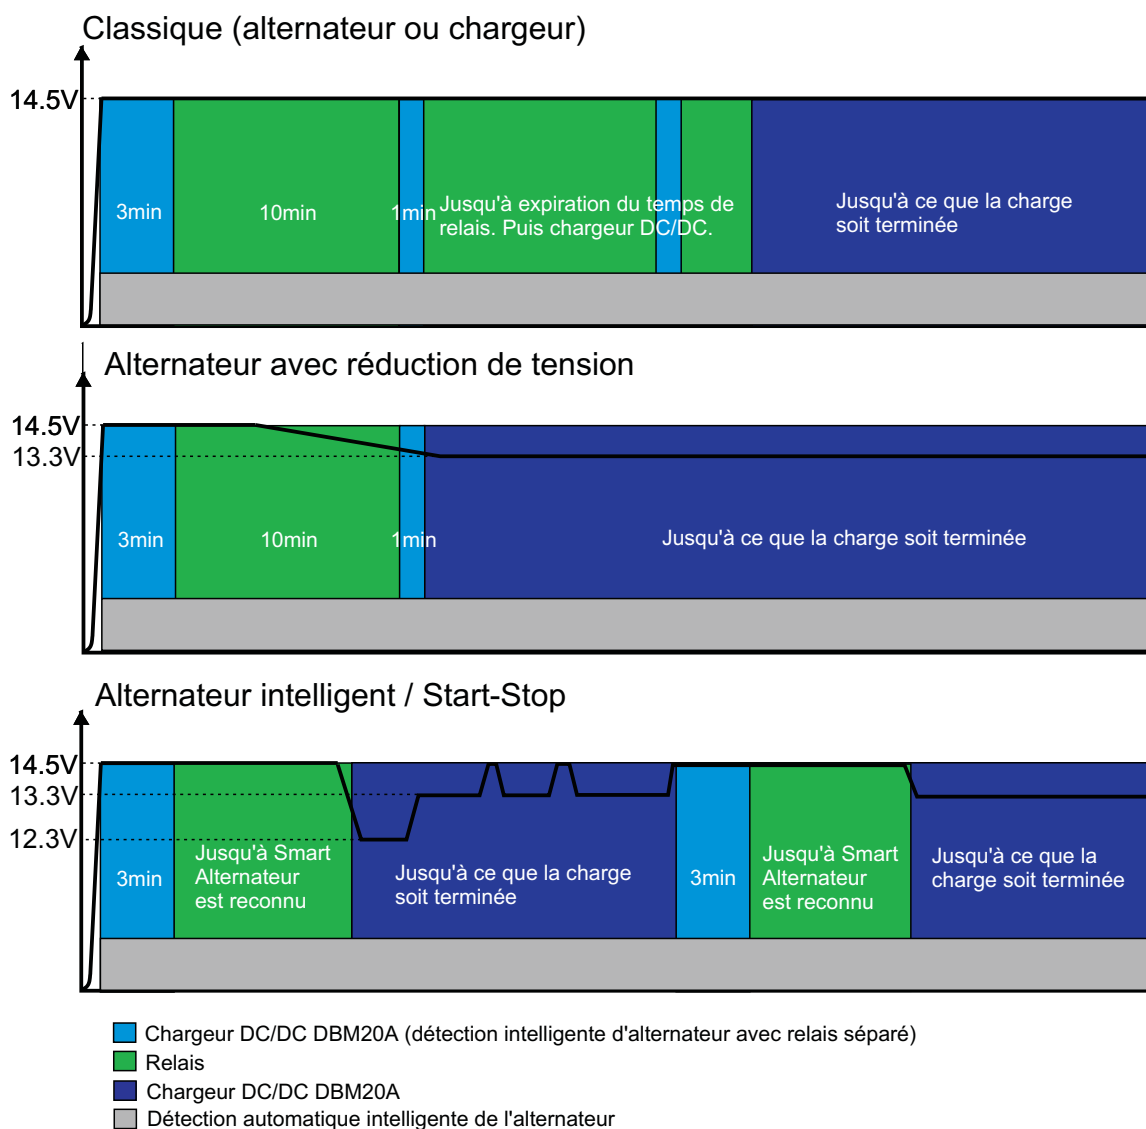 Classique (alternateur ou chargeur)
14.5V
3min
10min
1min
Jusqu'à expiration du temps de
relais. Puis chargeur DC/DC.
Jusqu'à ce que la charge
soit terminée
Alternateur avec réduction de tension
14.5V
13.3V
3min
10min
1min
Jusqu'à ce que la charge soit terminée
Alternateur intelligent / Start-Stop
14.5V
13.3V
12.3V
3min
Jusqu'à Smart
Alternateur
est reconnu
Jusqu'à ce que la charge
soit terminée
3min
Jusqu'à Smart
Alternateur
est reconnu
Jusqu'à ce que la
charge soit terminée
Chargeur DC/DC DBM20A (détection intelligente d'alternateur avec relais séparé)
Relais
Chargeur DC/DC DBM20A
Détection automatique intelligente de l'alternateur